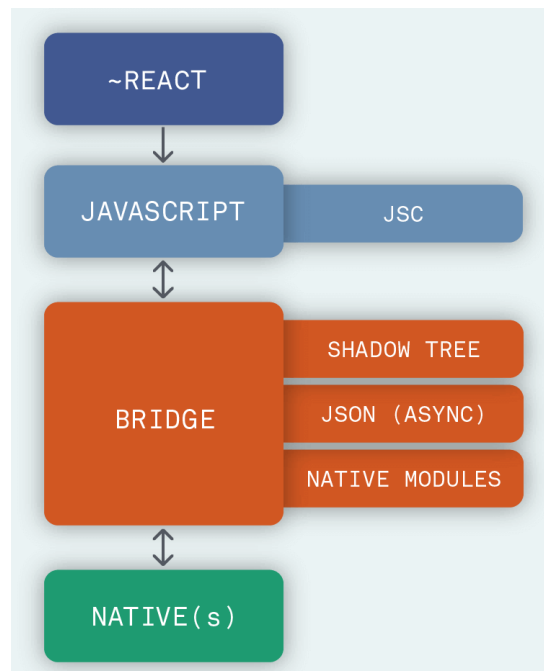 ~REACT
JAVASCRIPT
JSC
BRIDGE
SHADOW TREE
JSON (ASYNC)
NATIVE MODULES
NATIVE(s)